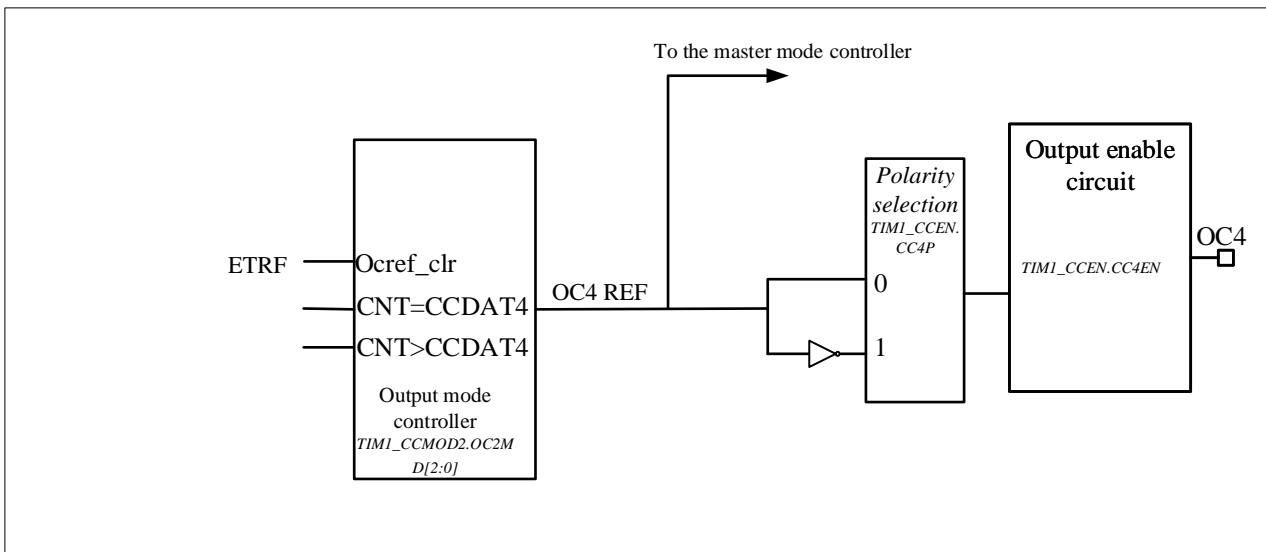 To the master mode controller
ETRF
Ocref_clr
CNT=CCDAT4
CNT>CCDAT4
Output mode
controller
TIM1_CCMOD2.OC2M
D[2:0]
OC4 REF
Polarity
selection
TIM1_CCEN.
CC4P
0
1
Output enable
circuit
TIM1_CCEN.CC4EN
OC4